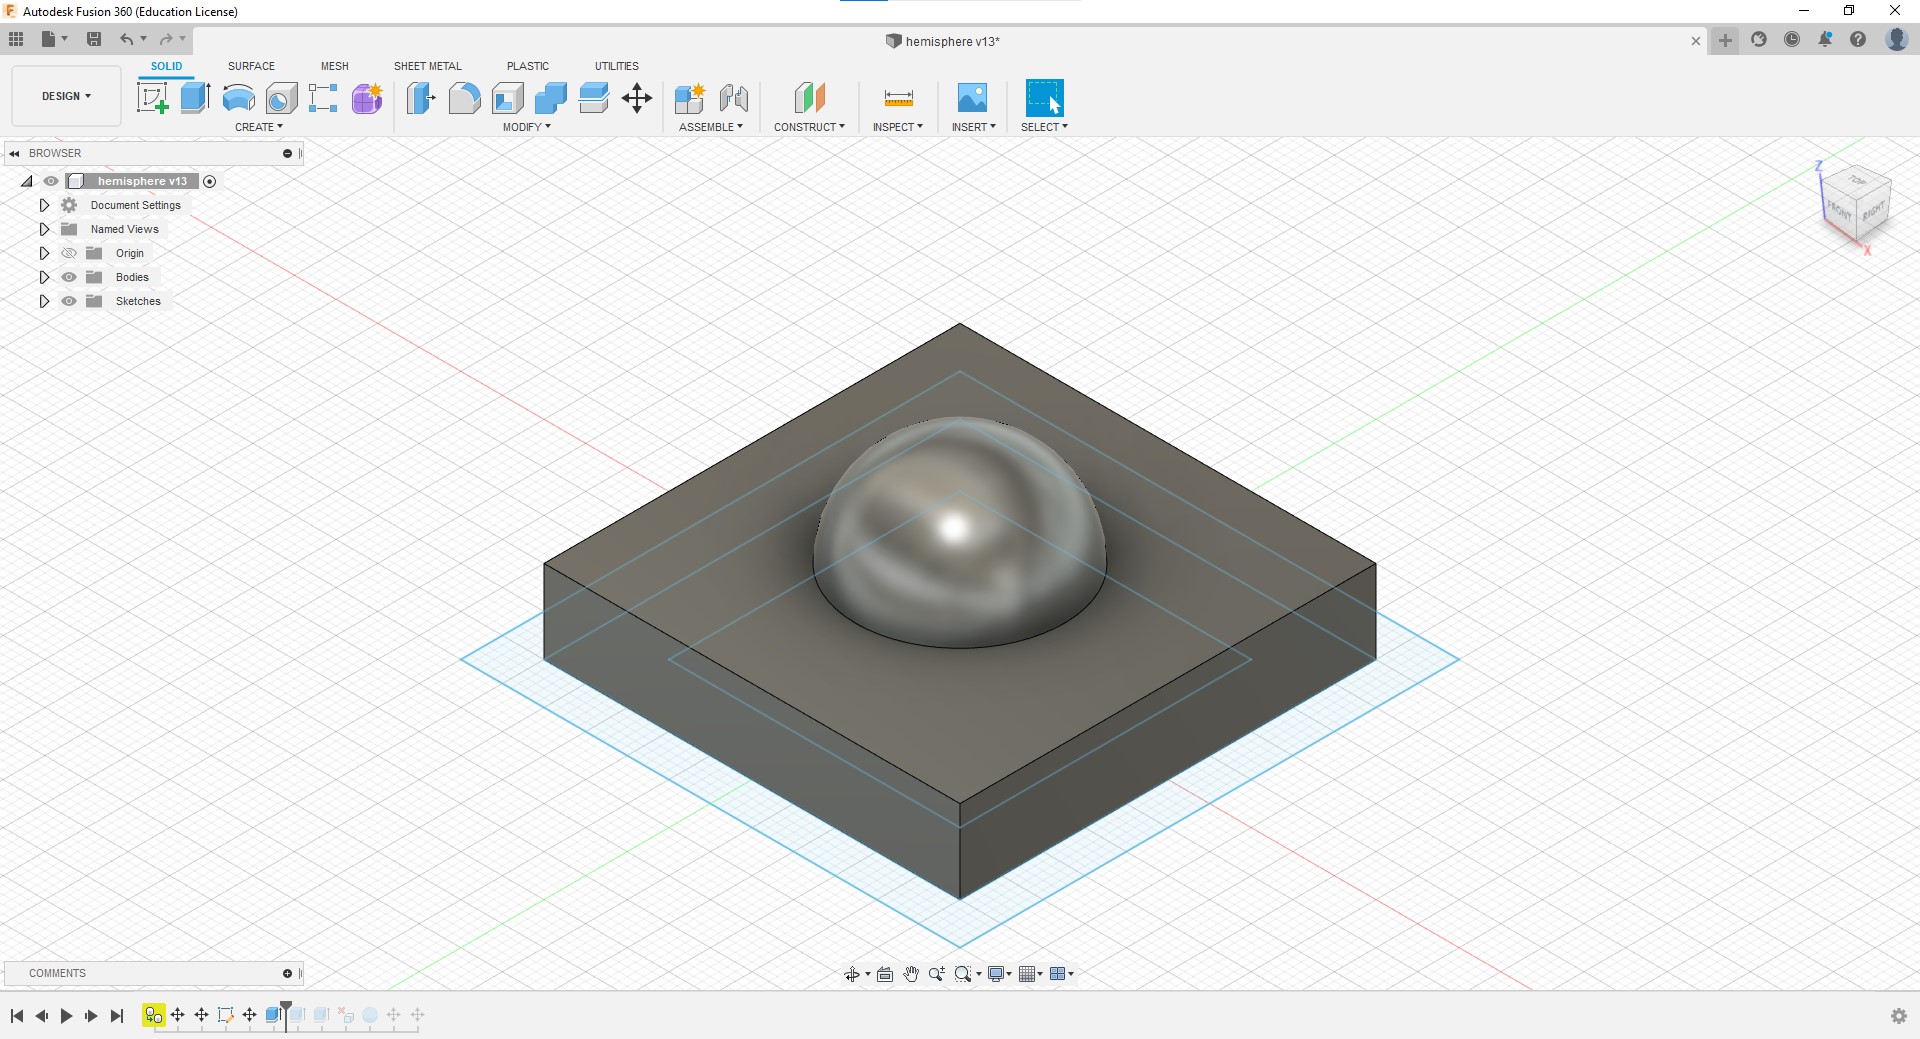 Autodesk Fusion 360 (Education License)
hemisphere v13*
SOLID SURFACE MESH SHEET METAL PLASTIC UTILITIES
DESIGN
CREATE MODIFY ASSEMBLE CONSTRUCT INSPECT INSERT SELECT
BROWSER
hemisphere v13
Document Settings
Named Views
Origin
Bodies
Sketches
Z
TOP
FRONT RIGHT
X
COMMENTS